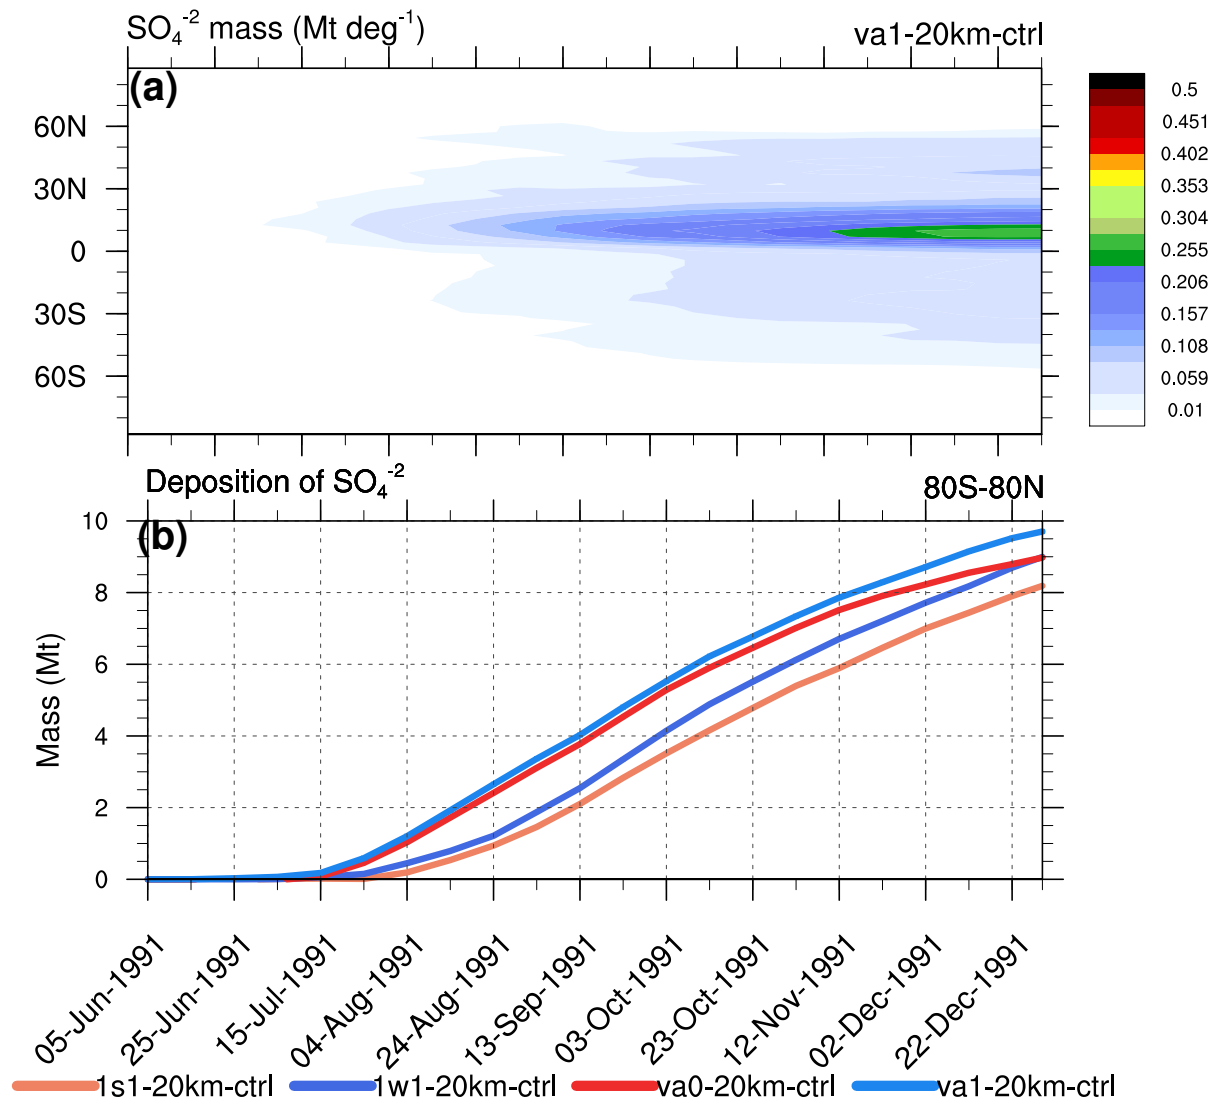 SO₄⁻² mass (Mt deg⁻¹) va1-20km-ctrl
(a)
60N
30N
0
30S
60S
0.5
0.451
0.402
0.353
0.304
0.255
0.206
0.157
0.108
0.059
0.01
Deposition of SO₄⁻² 80S-80N
(b)
Mass (Mt)
10
8
6
4
2
0
05-Jun-1991
25-Jun-1991
15-Jul-1991
04-Aug-1991
24-Aug-1991
13-Sep-1991
03-Oct-1991
23-Oct-1991
12-Nov-1991
02-Dec-1991
22-Dec-1991
1s1-20km-ctrl 1w1-20km-ctrl va0-20km-ctrl va1-20km-ctrl